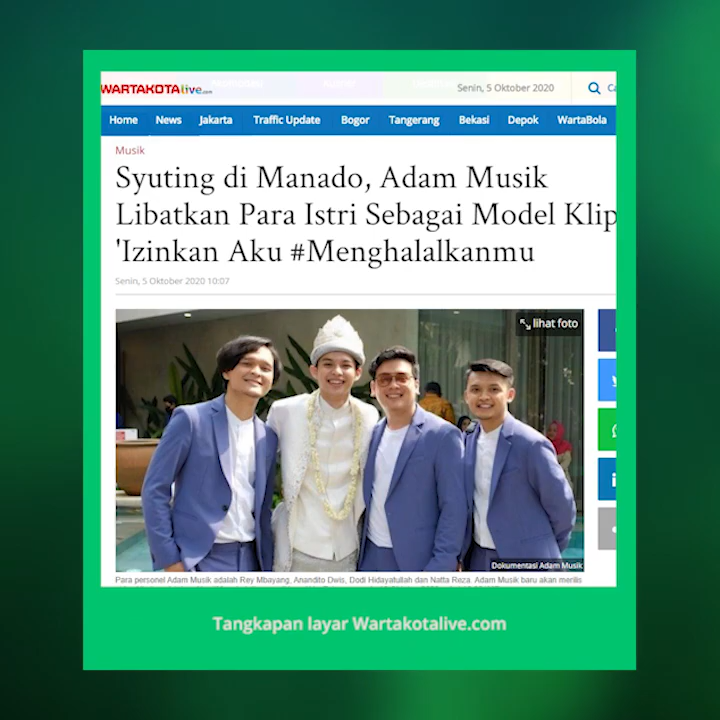 WARTAKOTAlive.com
Senin, 5 Oktober 2020
Home News Jakarta Traffic Update Bogor Tangerang Bekasi Depok WartaBola
Musik
Syuting di Manado, Adam Musik
Libatkan Para Istri Sebagai Model Klip
'Izinkan Aku #Menghalalkanmu
Senin, 5 Oktober 2020 10:07
lihat foto
Dokumentasi Adam Musik
Para personel Adam Musik adalah Rey Mbayang, Anandito Dwis, Dodi Hidayatullah dan Natta Reza. Adam Musik baru akan merilis
Tangkapan layar Wartakotalive.com